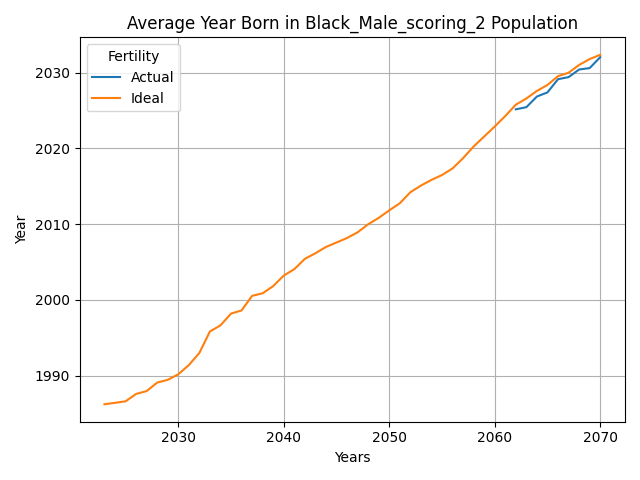 Average Year Born in Black_Male_scoring_2 Population
Fertility
Actual
Ideal
Year
2030
2020
2010
2000
1990
2030 2040 2050 2060 2070
Years